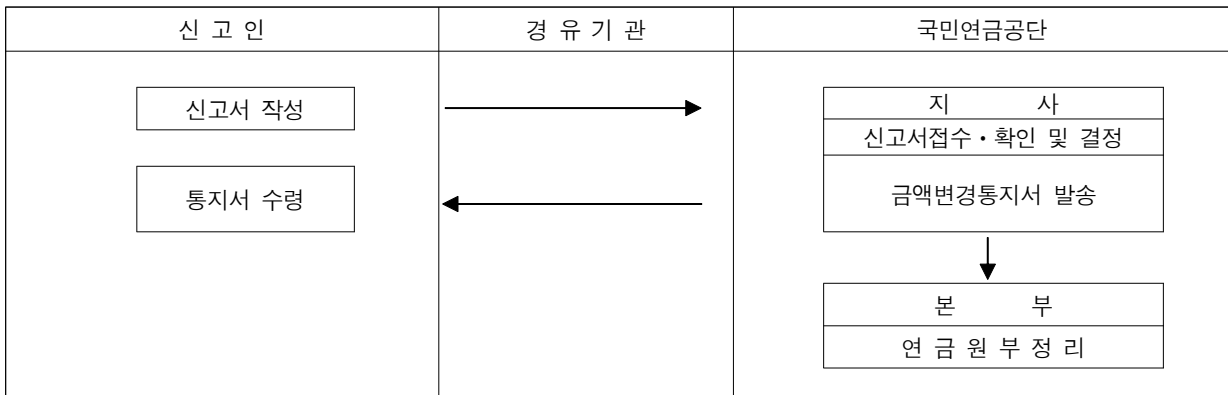 신 고 인
경 유 기 관
국민연금공단
신고서 작성
지 사
신고서접수・확인 및 결정
통지서 수령
금액변경통지서 발송
본 부
연 금 원 부 정 리